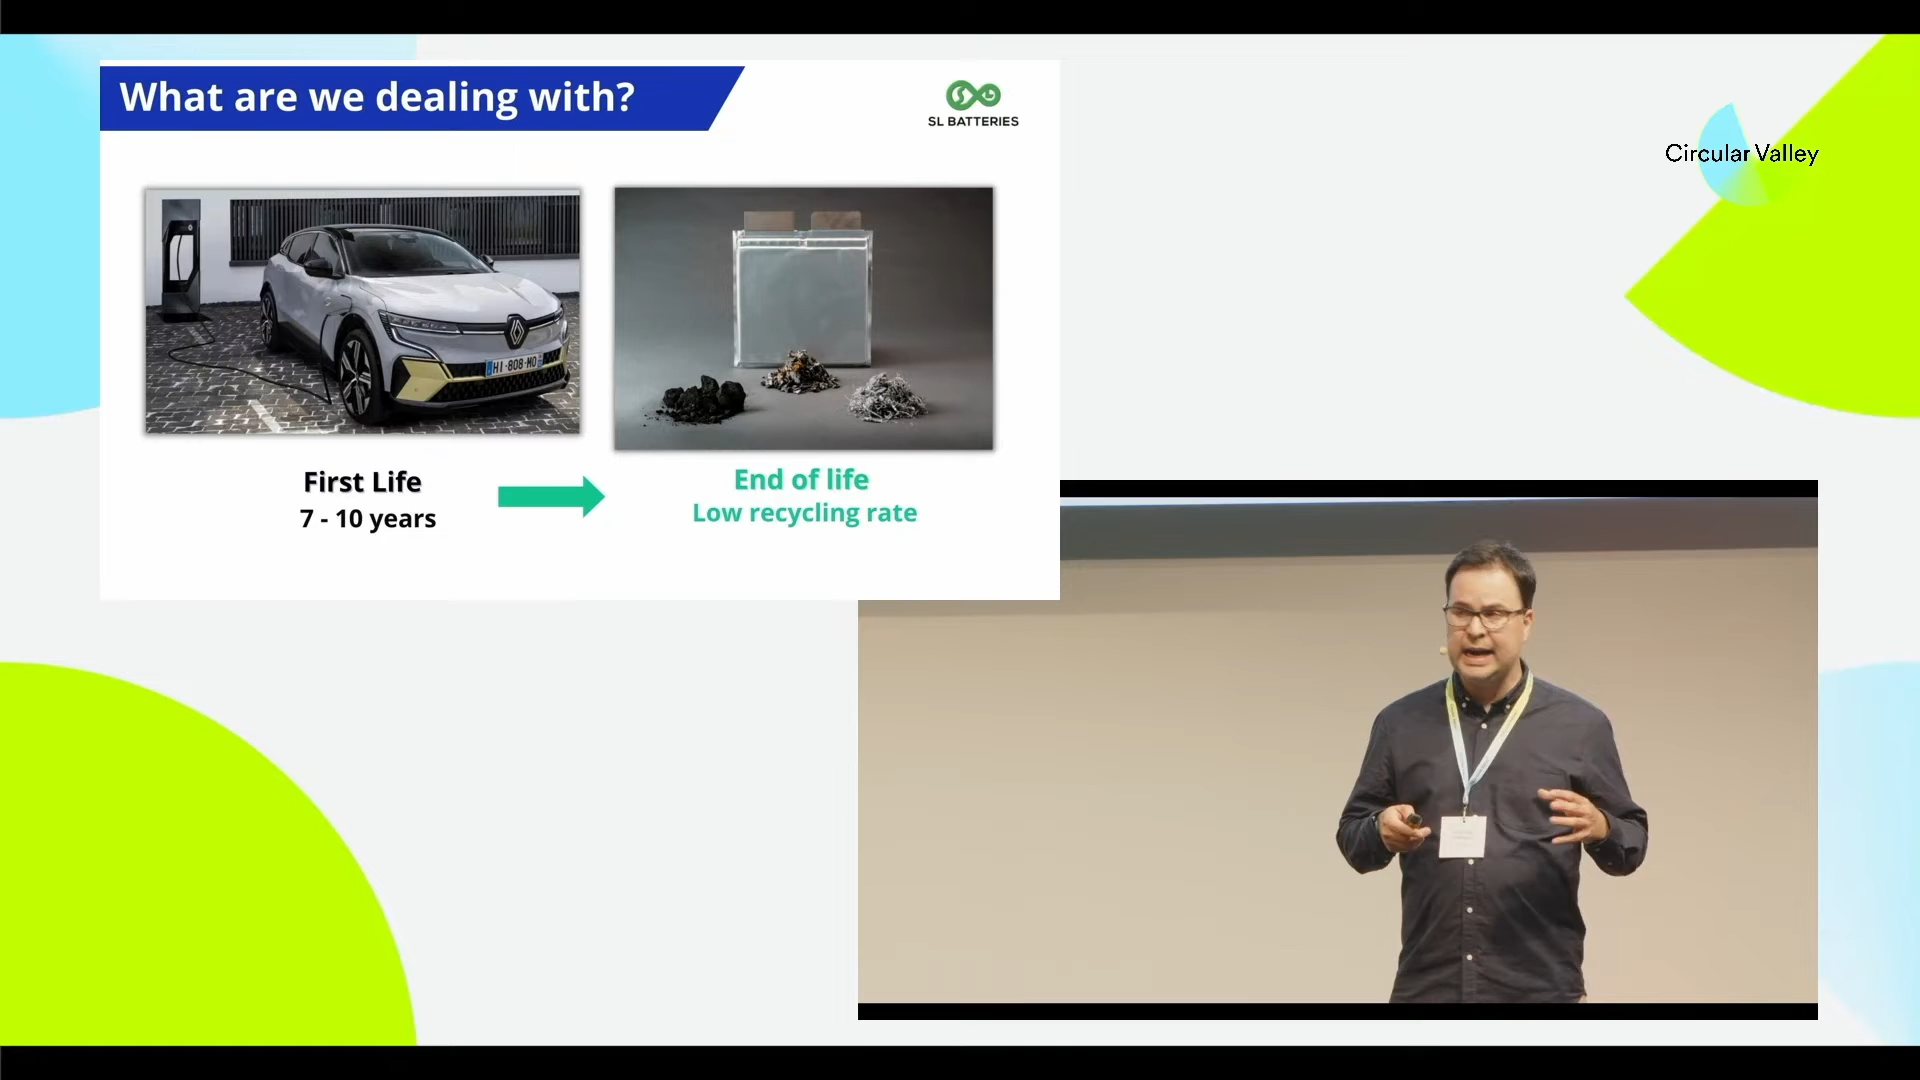 What are we dealing with?
SL BATTERIES
HI-808-MO
First Life
7 - 10 years
End of life
Low recycling rate
Circular Valley